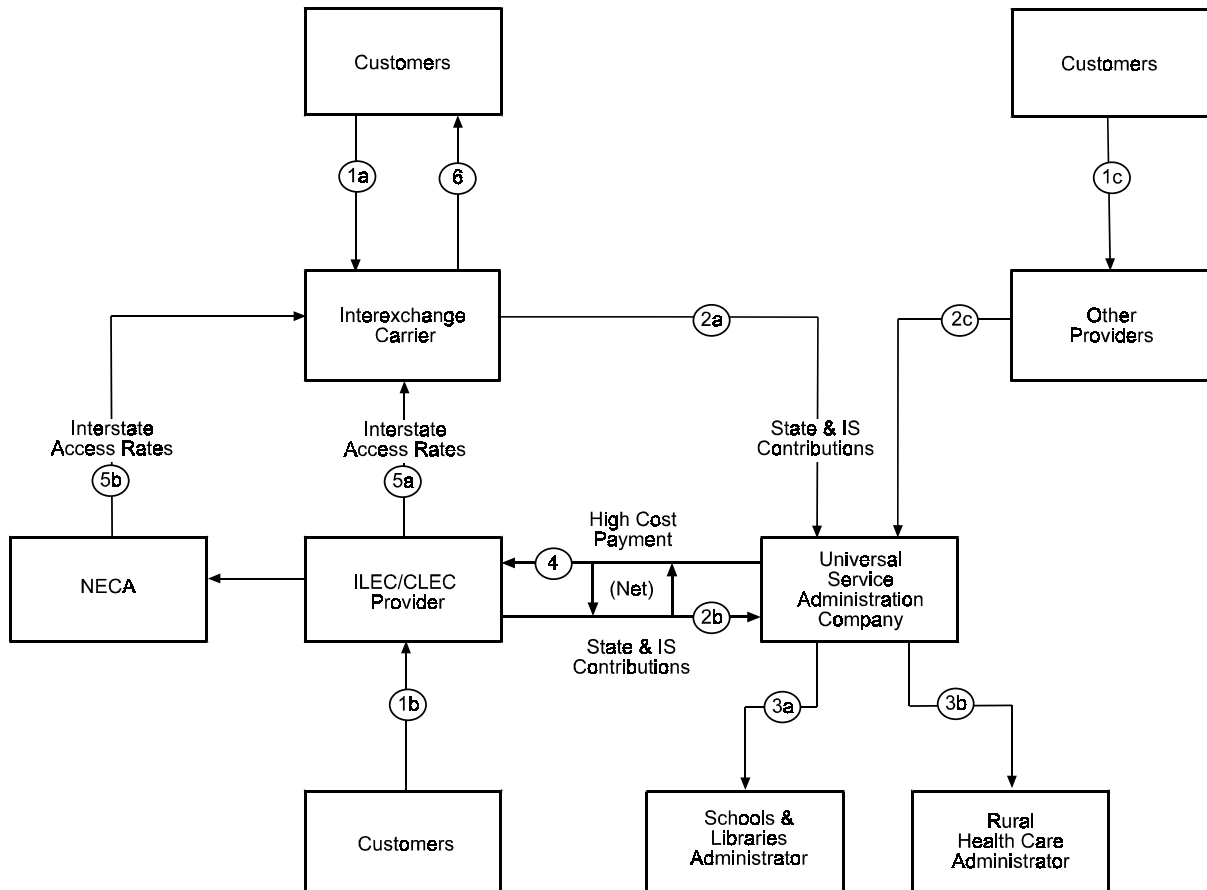 Customers
Customers
1a
6
1c
Interexchange
Carrier
2a
2c
Other
Providers
Interstate
Access Rates
Interstate
Access Rates
State & IS
Contributions
5b
5a
High Cost
Payment
NECA
ILEC/CLEC
Provider
4
(Net)
2b
Universal
Service
Administration
Company
State & IS
Contributions
1b
3a
3b
Customers
Schools &
Libraries
Administrator
Rural
Health Care
Administrator